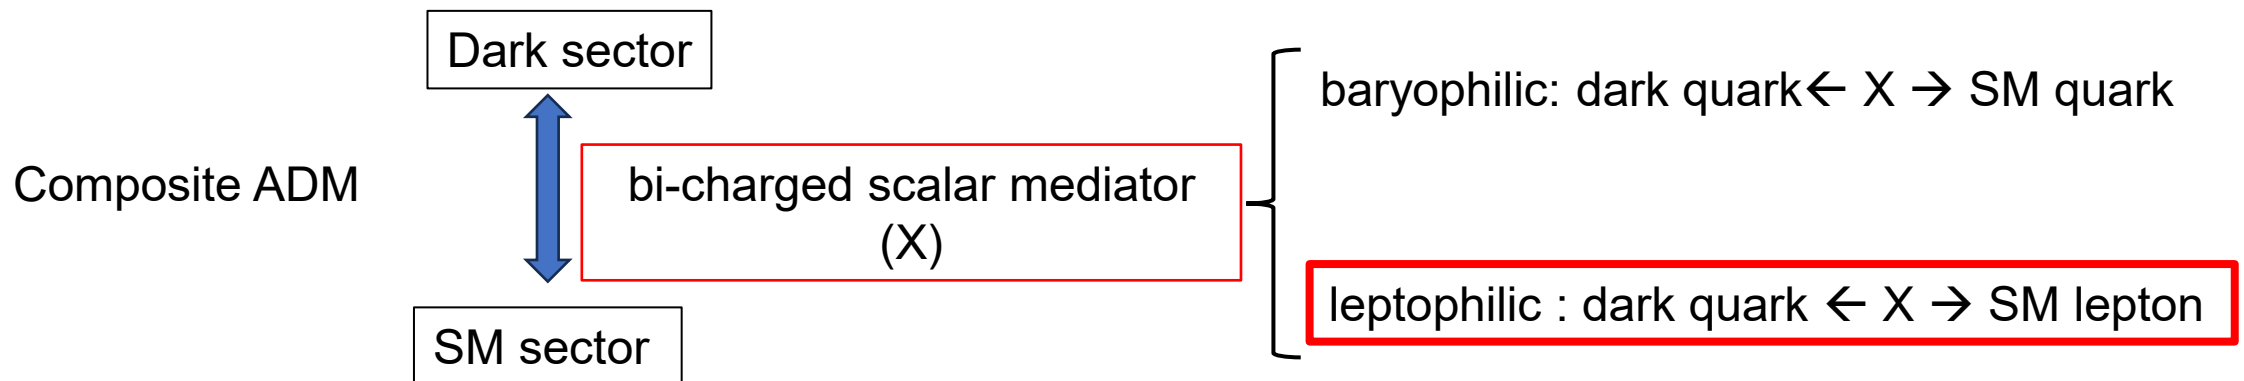 Dark sector
baryophilic: dark quark← X → SM quark
Composite ADM
bi-charged scalar mediator
(X)
leptophilic : dark quark ← X → SM lepton
SM sector